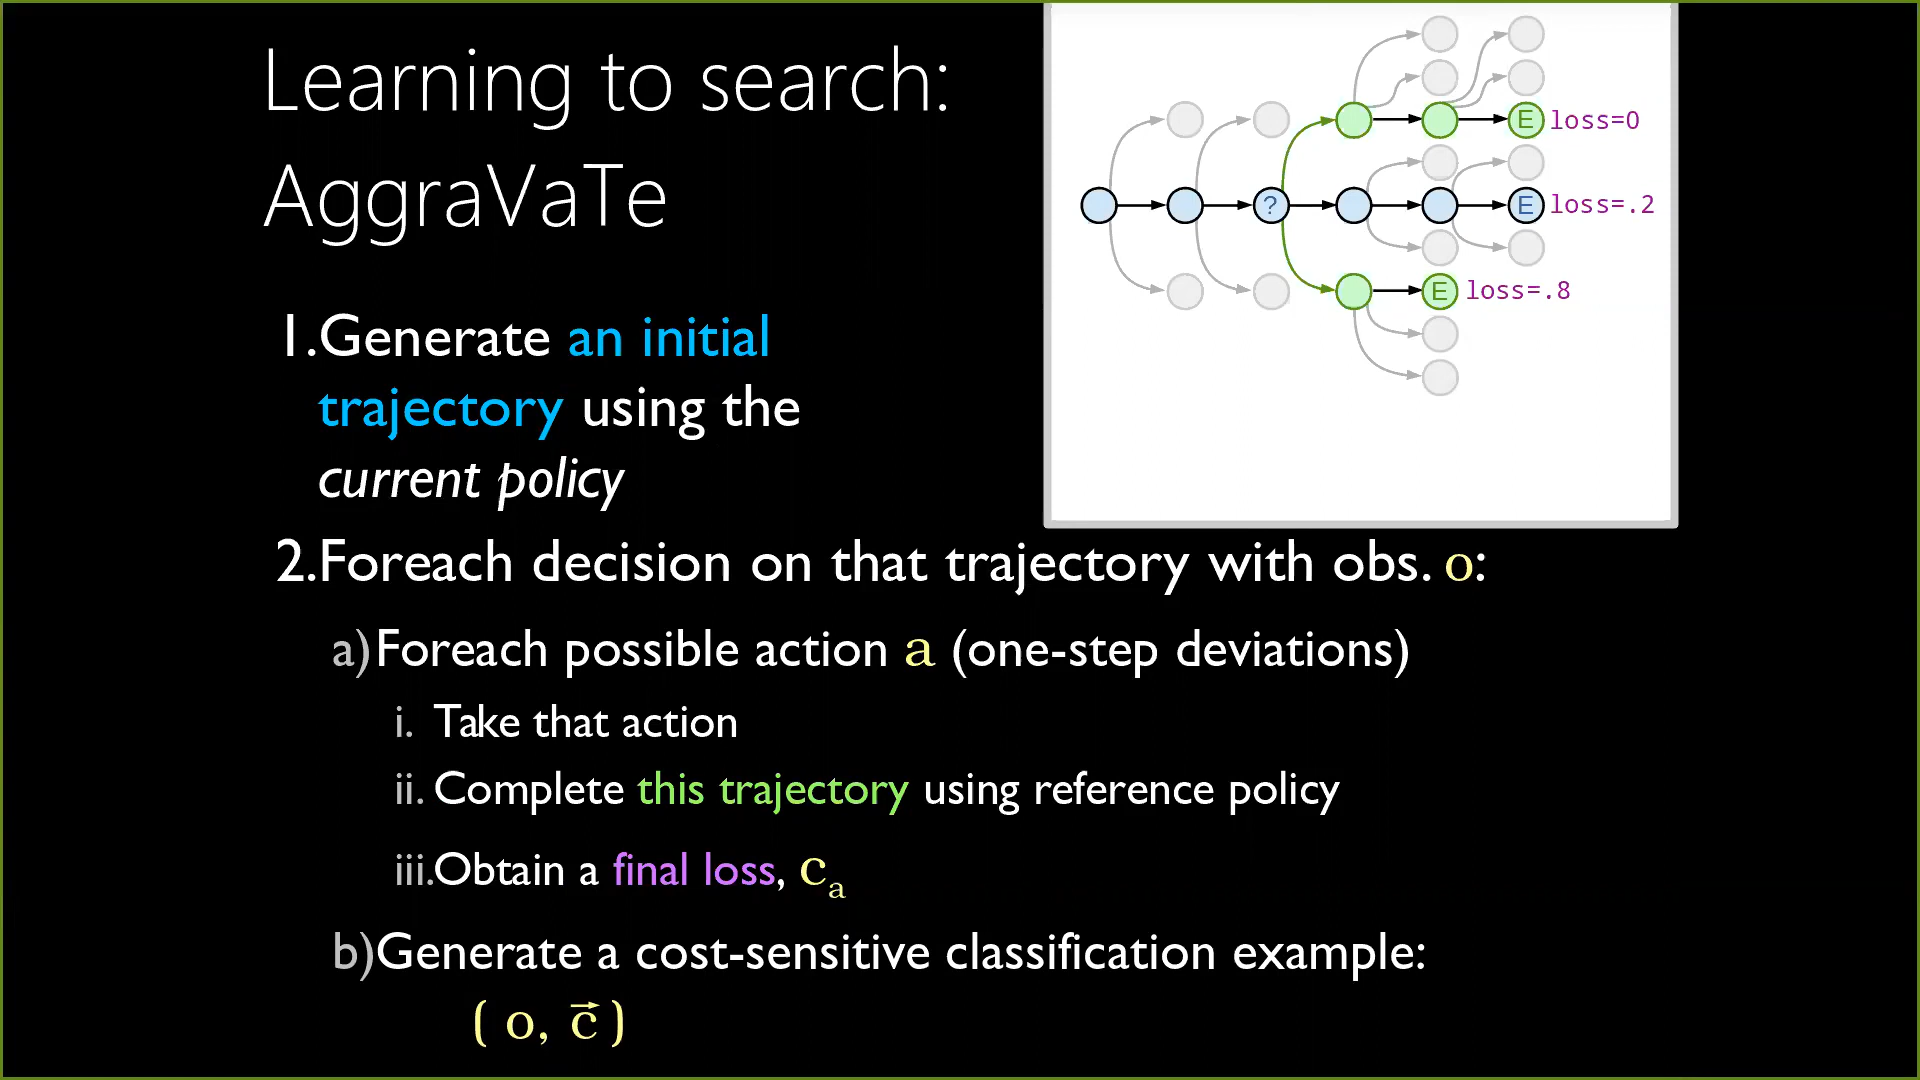 Learning to search:
AggraVaTe
1.Generate an initial
trajectory using the
current policy
E loss=0
? E loss=.2
E loss=.8
2.Foreach decision on that trajectory with obs. o:
a)Foreach possible action a (one-step deviations)
i. Take that action
ii. Complete this trajectory using reference policy
iii.Obtain a final loss, cₐ
b)Generate a cost-sensitive classification example:
( o, c⃗ )